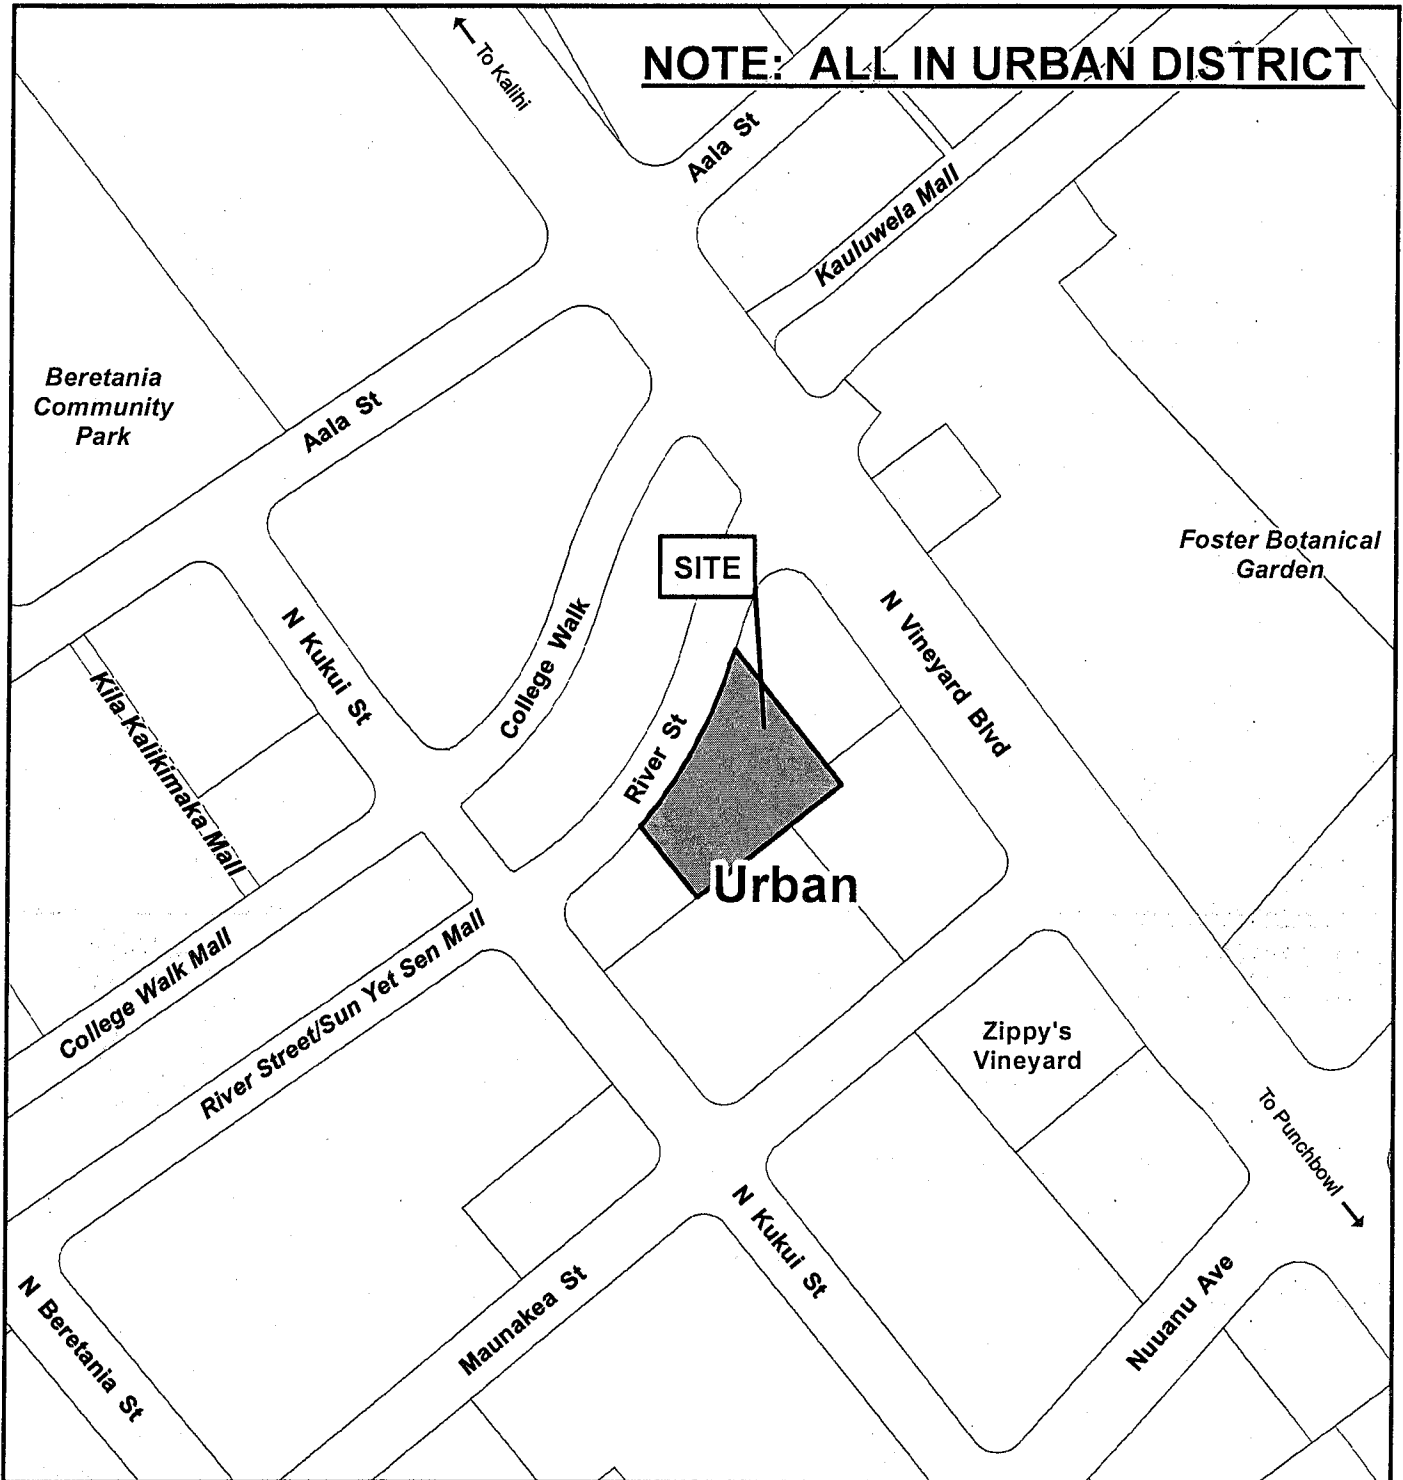 To Kalihi
NOTE: ALL IN URBAN DISTRICT
Aala St
Kauluwela Mall
Beretania
Community
Park
Aala St
SITE
Foster Botanical
Garden
N Kukui St
College Walk
N Vineyard Blvd
Kila Kalikimaka Mall
River St
Urban
College Walk Mall
River Street/Sun Yet Sen Mall
Zippy's
Vineyard
To Punchbowl
N Kukui St
N Beretania St
Maunakea St
Nuuanu Ave